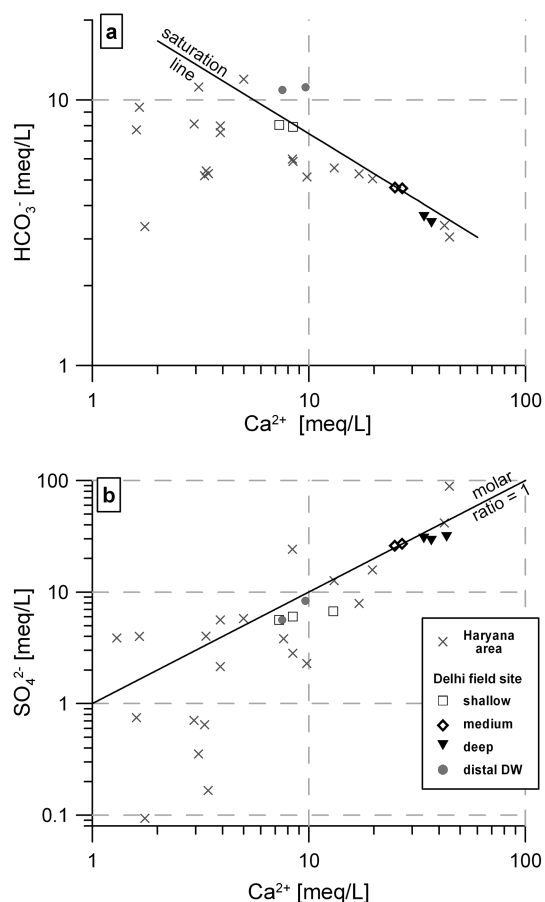 a
saturation
line
10
1
HCO₃⁻ [meq/L]
1
10
100
Ca²⁺ [meq/L]
b
molar
ratio = 1
100
10
1
0.1
SO₄²⁻ [meq/L]
Haryana
area
Delhi field site
shallow
medium
deep
distal DW
1
10
100
Ca²⁺ [meq/L]